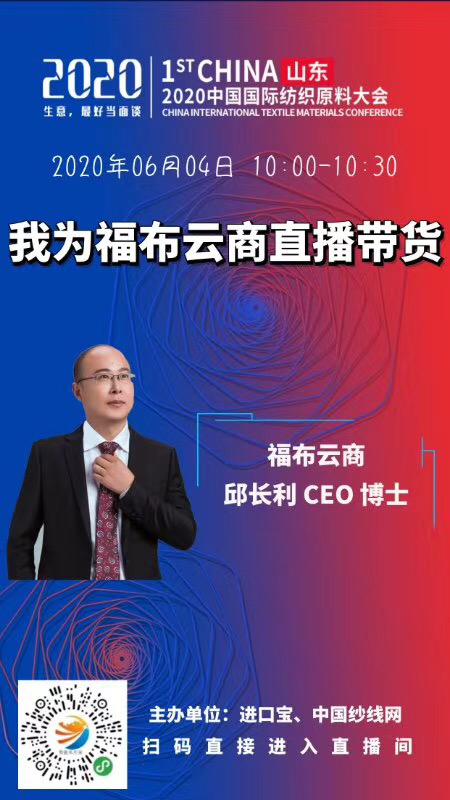 2020
生意，最好当面谈
1ST CHINA 山东
2020中国国际纺织原料大会
CHINA INTERNATIONAL TEXTILE MATERIALS CONFERENCE
2020年06月04日 10:00-10:30
我为福布云商直播带货
福布云商
邱长利 CEO 博士
主办单位：进口宝、中国纱线网
扫码直接进入直播间